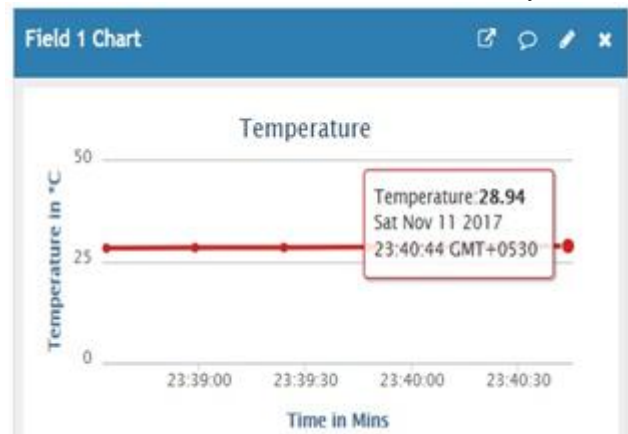 Field 1 Chart
Temperature
50
Temperature:28.94
Sat Nov 11 2017
23:40:44 GMT+0530
Temperature in °C
25
0
23:39:00 23:39:30 23:40:00 23:40:30
Time in Mins